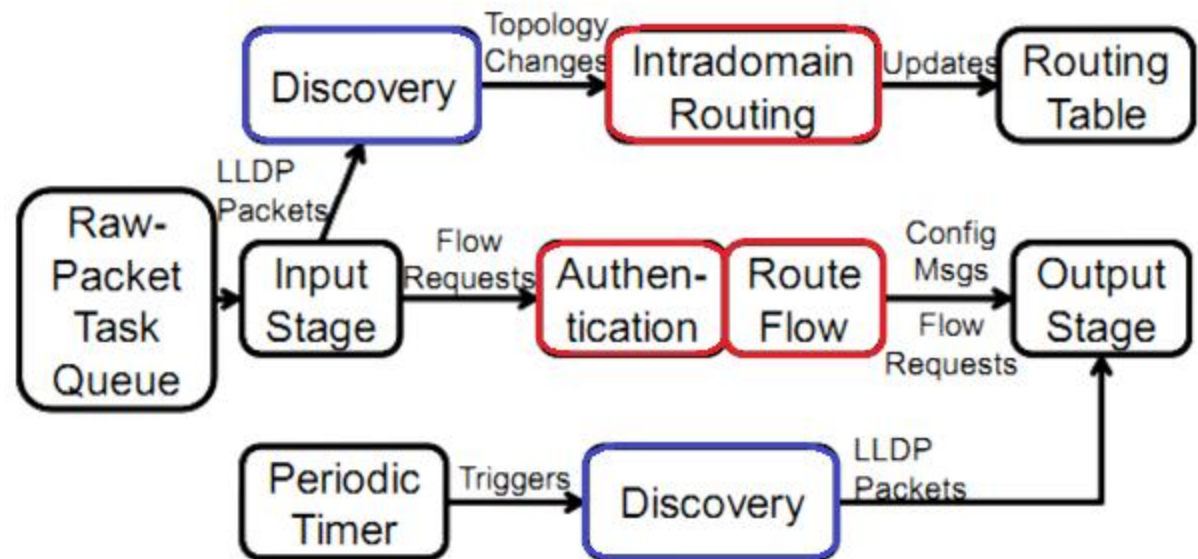 Topology
Changes
Discovery
Intradomain
Routing
Updates
Routing
Table
LLDP
Packets
Raw-
Packet
Task
Queue
Input
Stage
Flow
Requests
Authen-
tication
Route
Flow
Config
Msgs
Flow
Requests
Output
Stage
Periodic
Timer
Triggers
Discovery
LLDP
Packets